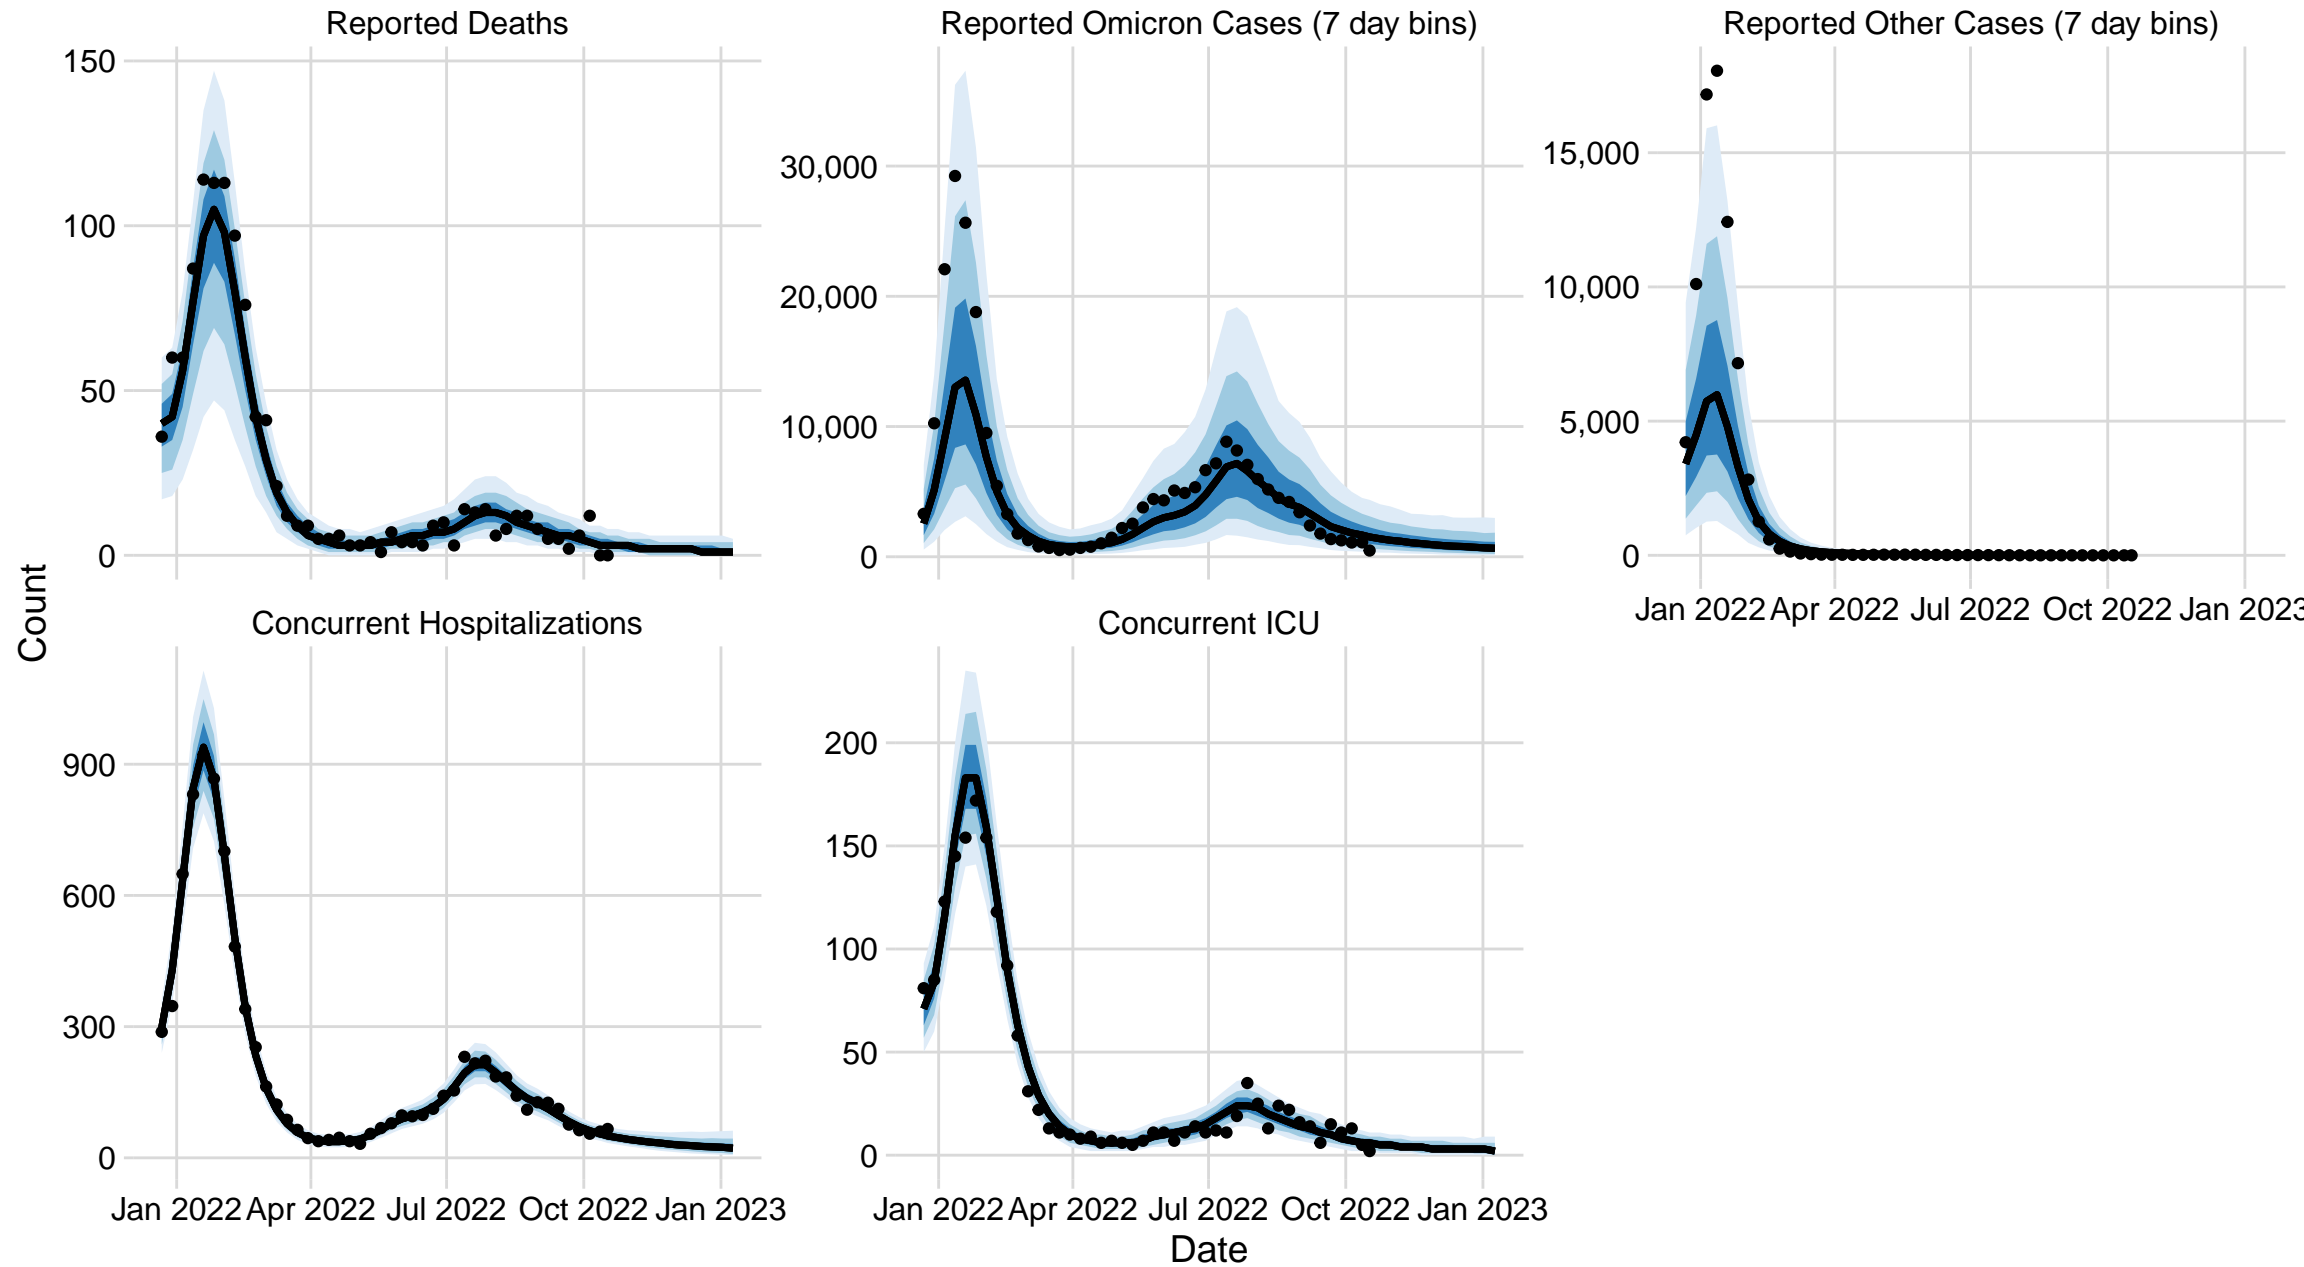 Reported Deaths
Reported Omicron Cases (7 day bins)
Reported Other Cases (7 day bins)
150
100
50
0
30,000
20,000
10,000
0
15,000
10,000
5,000
0
Jan 2022 Apr 2022 Jul 2022 Oct 2022 Jan 2023
Count
Concurrent Hospitalizations
Concurrent ICU
900
600
300
0
200
150
100
50
0
Jan 2022 Apr 2022 Jul 2022 Oct 2022 Jan 2023
Jan 2022 Apr 2022 Jul 2022 Oct 2022 Jan 2023
Date